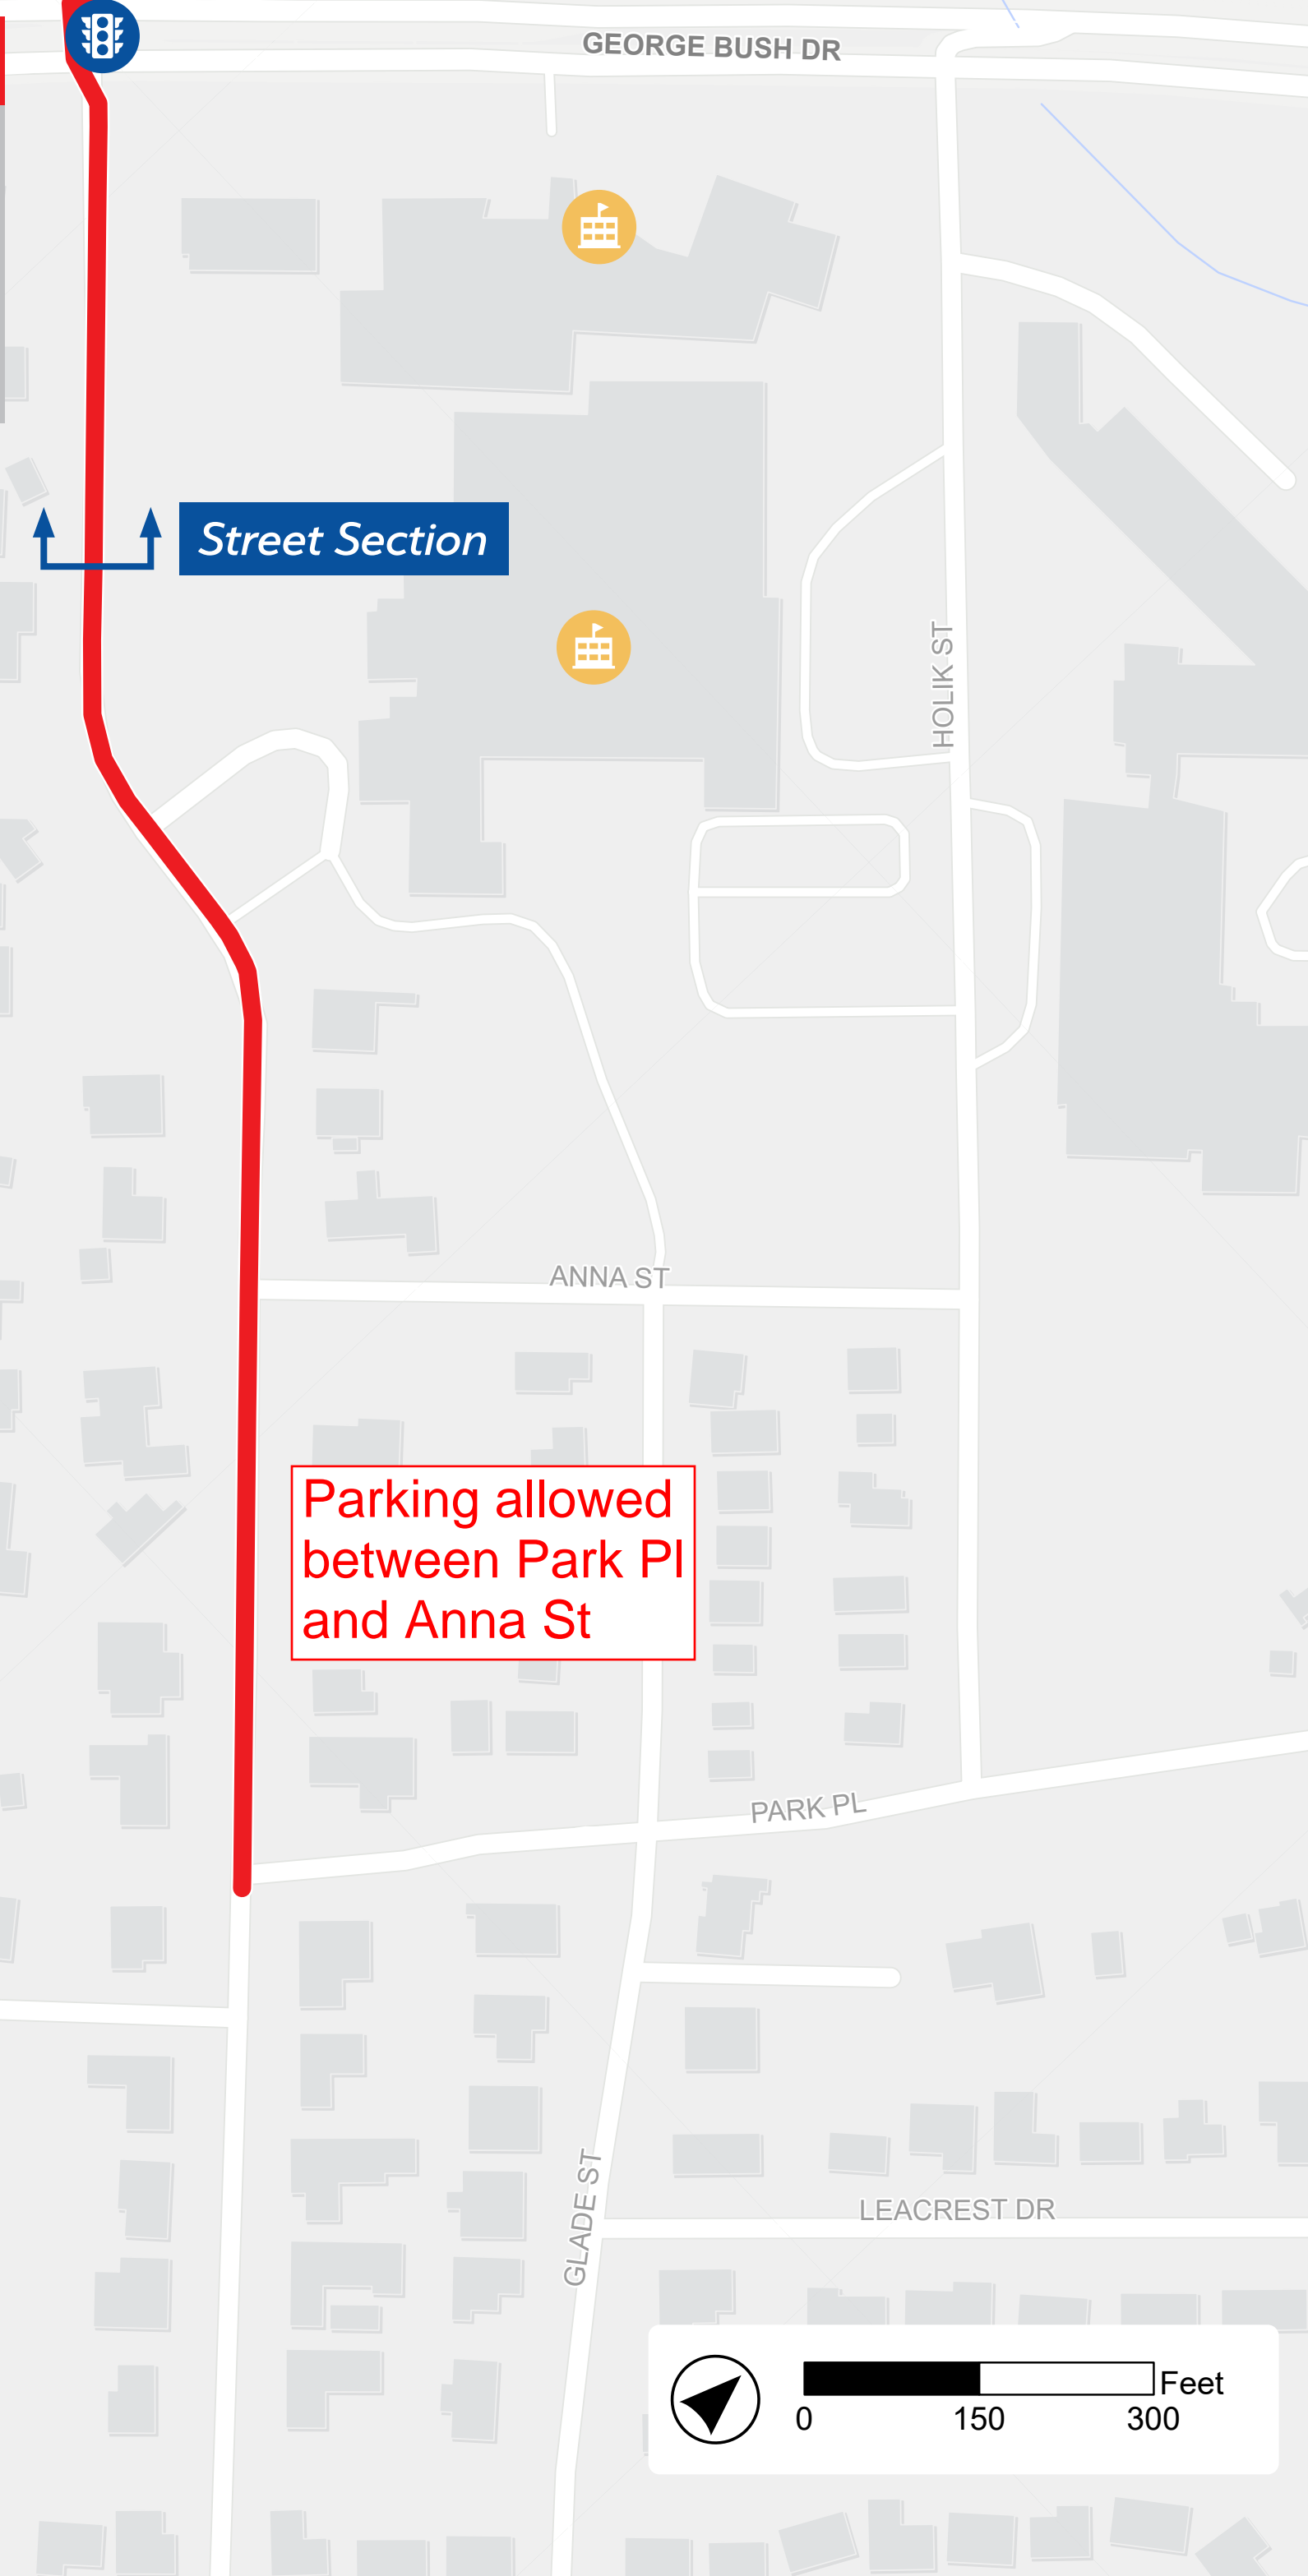 GEORGE BUSH DR
Street Section
HOLIK ST
ANNA ST
Parking allowed
between Park Pl
and Anna St
PARK PL
GLADE ST
LEACREST DR
Feet
0 150 300